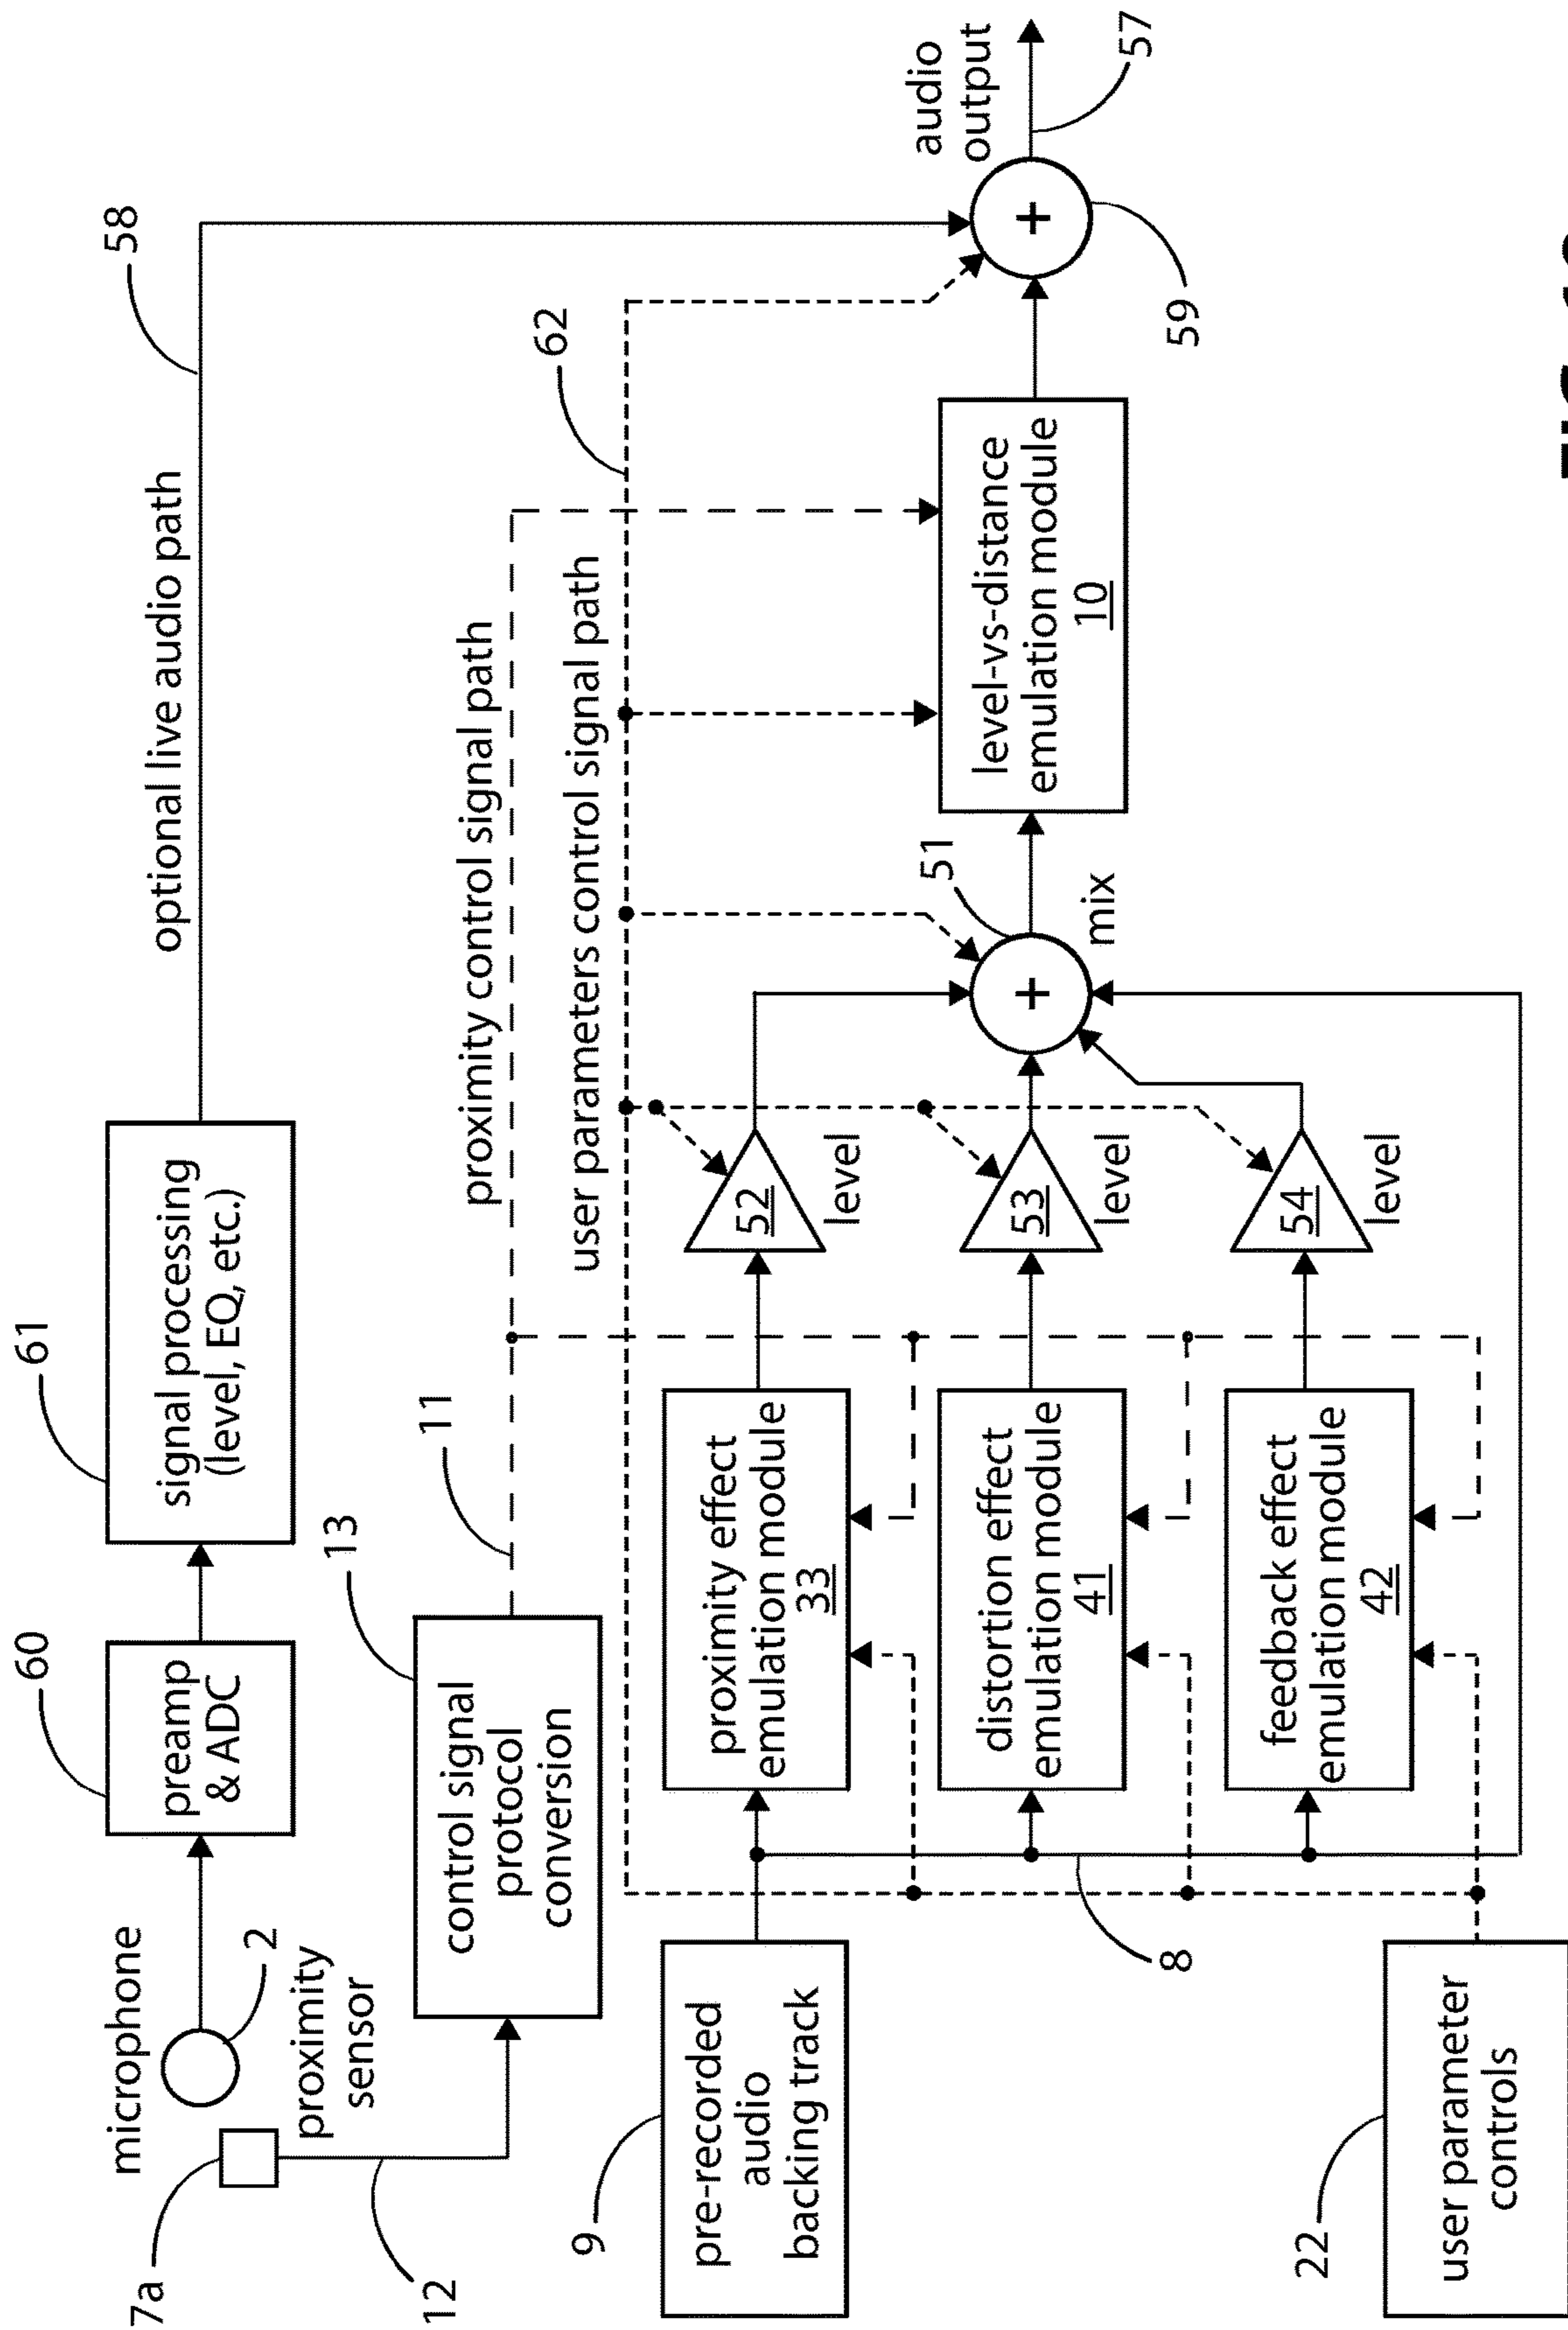 microphone
2
7a
proximity
sensor
12
60
preamp
& ADC
61
signal processing
(level, EQ, etc.)
optional live audio path
58
13
control signal
protocol
conversion
11
proximity control signal path
user parameters control signal path
62
9
pre-recorded
audio
backing track
8
22
user parameter
controls
proximity effect
emulation module
33
distortion effect
emulation module
41
feedback effect
emulation module
42
52
level
53
level
54
level
51
+
mix
level-vs-distance
emulation module
10
+
59
audio
output
57